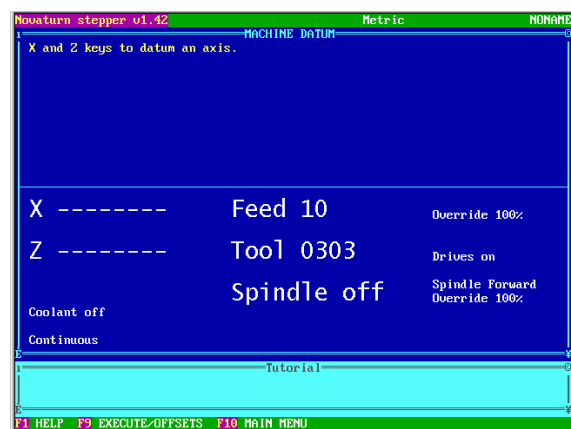 Novaturn stepper v1.42 Metric NONAME
MACHINE DATUM
X and Z keys to datum an axis.
X -------- Feed 10 Override 100%
Z -------- Tool 0303 Drives on
Spindle off Spindle Forward
Override 100%
Coolant off
Continuous
Tutorial
F1 HELP F9 EXECUTE/OFFSETS F10 MAIN MENU